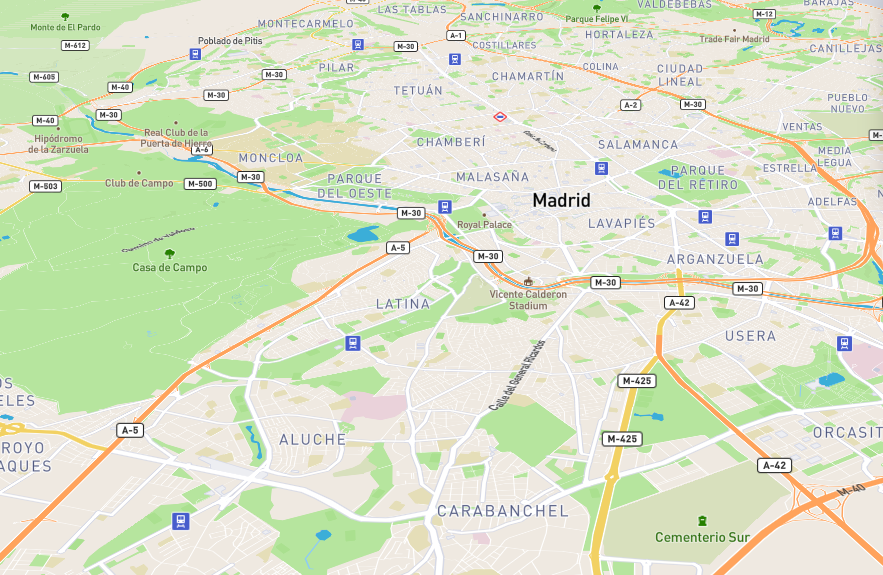 LAS TABLAS
VALDEBEBAS
BARAJAS
Monte de El Pardo
MONTECARMELO
SANCHINARRO
Parque Felipe VI
M-12
M-612
Poblado de Pitis
M-30
A-1
COSTILLARES
HORTALEZA
Trade Fair Madrid
CANILLEJAS
M-605
M-40
M-30
PILAR
CHAMARTÍN
COLINA
CIUDAD
LINEAL
M-30
TETUÁN
A-2
M-30
PUEBLO
NUEVO
M-40
M-30
Hipódromo
de la Zarzuela
Real Club de la
Puerta de Hierro
A-6
MONCLOA
CHAMBERÍ
SALAMANCA
VENTAS
MEDIA
LEGUA
ESTRELLA
M-503
Club de Campo
M-500
M-30
PARQUE
DEL OESTE
MALASAÑA
PARQUE
DEL RETIRO
Madrid
ADELFAS
M-30
Royal Palace
LAVAPIÉS
A-5
M-30
ARGANZUELA
Casa de Campo
M-30
M-30
Vicente Calderon
Stadium
LATINA
A-42
USERA
Calle del General Ricardos
M-425
A-5
ALUCHE
M-425
ORCASIT
ROYO
AQUES
OS
ELES
A-42
M-40
CARABANCHEL
Cementerio Sur